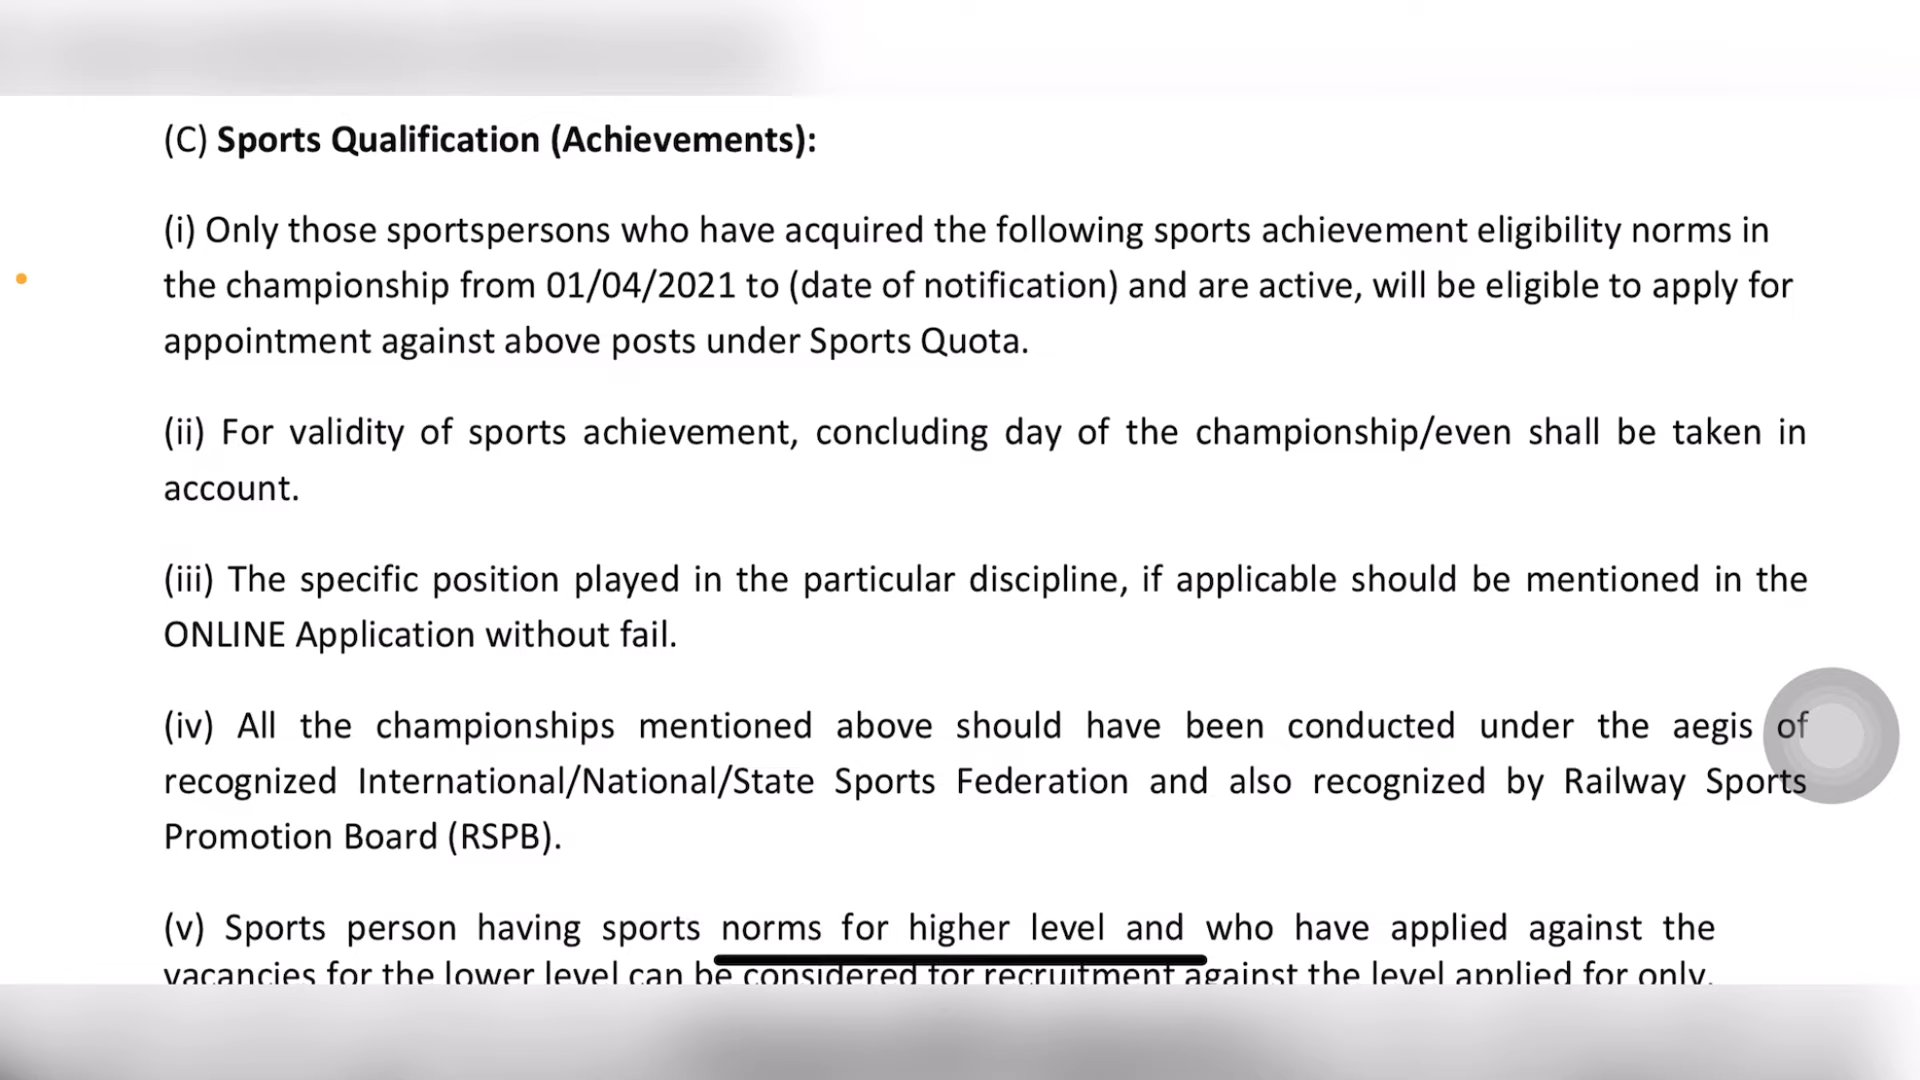 (C) Sports Qualification (Achievements):
(i) Only those sportspersons who have acquired the following sports achievement eligibility norms in
the championship from 01/04/2021 to (date of notification) and are active, will be eligible to apply for
appointment against above posts under Sports Quota.
(ii) For validity of sports achievement, concluding day of the championship/even shall be taken in
account.
(iii) The specific position played in the particular discipline, if applicable should be mentioned in the
ONLINE Application without fail.
(iv) All the championships mentioned above should have been conducted under the aegis of
recognized International/National/State Sports Federation and also recognized by Railway Sports
Promotion Board (RSPB).
(v) Sports person having sports norms for higher level and who have applied against the
vacancies for the lower level can be considered for recruitment against the level applied for only.